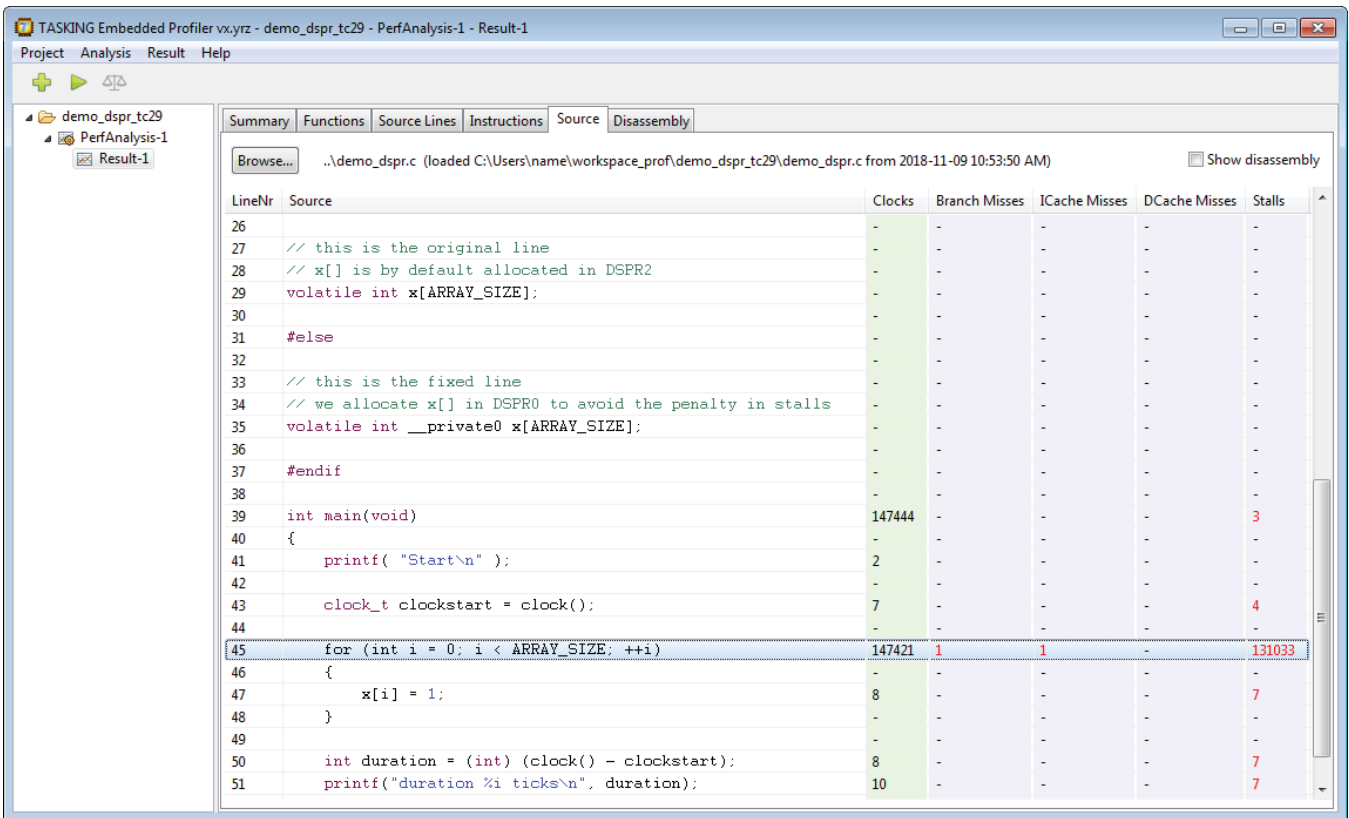 TASKING Embedded Profiler vx.yrz - demo_dspr_tc29 - PerfAnalysis-1 - Result-1
Project Analysis Result Help
demo_dspr_tc29
PerfAnalysis-1
Result-1
Summary Functions Source Lines Instructions Source Disassembly
Browse... ..\demo_dspr.c (loaded C:\Users\name\workspace_prof\demo_dspr_tc29\demo_dspr.c from 2018-11-09 10:53:50 AM) Show disassembly
LineNr Source Clocks Branch Misses ICache Misses DCache Misses Stalls
26 - - - - -
27 // this is the original line - - - - -
28 // x[] is by default allocated in DSPR2 - - - - -
29 volatile int x[ARRAY_SIZE]; - - - - -
30 - - - - -
31 #else - - - - -
32 - - - - -
33 // this is the fixed line - - - - -
34 // we allocate x[] in DSPR0 to avoid the penalty in stalls - - - - -
35 volatile int __private0 x[ARRAY_SIZE]; - - - - -
36 - - - - -
37 #endif - - - - -
38 - - - - -
39 int main(void) 147444 - - - 3
40 { - - - - -
41 printf( "Start\n" ); 2 - - - -
42 - - - - -
43 clock_t clockstart = clock(); 7 - - - 4
44 - - - - -
45 for (int i = 0; i < ARRAY_SIZE; ++i) 147421 1 1 - 131033
46 { - - - - -
47 x[i] = 1; 8 - - - 7
48 } - - - - -
49 - - - - -
50 int duration = (int) (clock() - clockstart); 8 - - - 7
51 printf("duration %i ticks\n", duration); 10 - - - 7